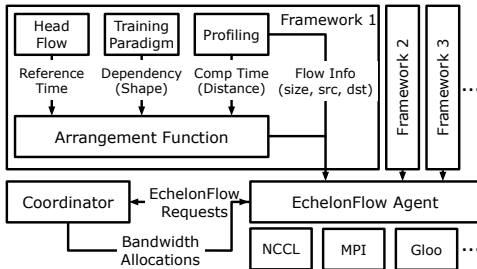 Framework 1
Head
Flow
Training
Paradigm
Profiling
Reference
Time
Dependency
(Shape)
Comp Time
(Distance)
Flow Info
(size, src, dst)
Arrangement Function
Framework 2
Framework 3
...
Coordinator
EchelonFlow
Requests
Bandwidth
Allocations
EchelonFlow Agent
NCCL
MPI
Gloo
...